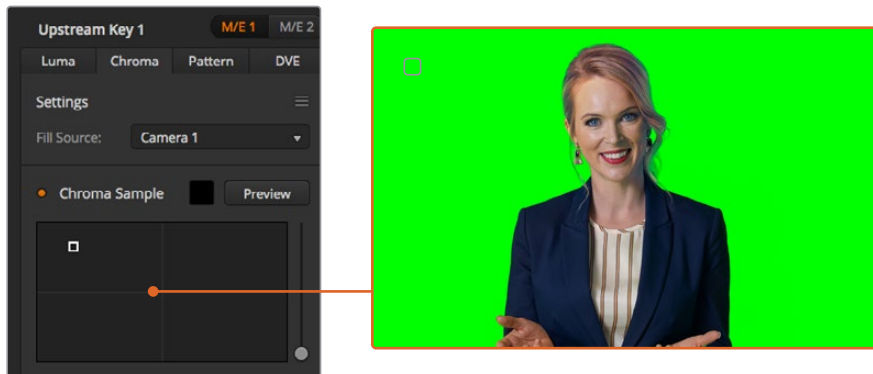 Upstream Key 1
M/E 1
M/E 2
Luma
Chroma
Pattern
DVE
Settings
Fill Source:
Camera 1
Chroma Sample
Preview